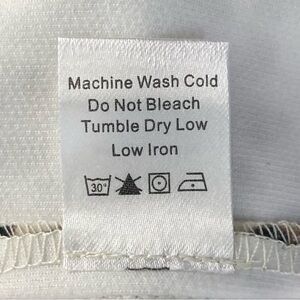 Machine Wash Cold
Do Not Bleach
Tumble Dry Low
Low Iron
30°